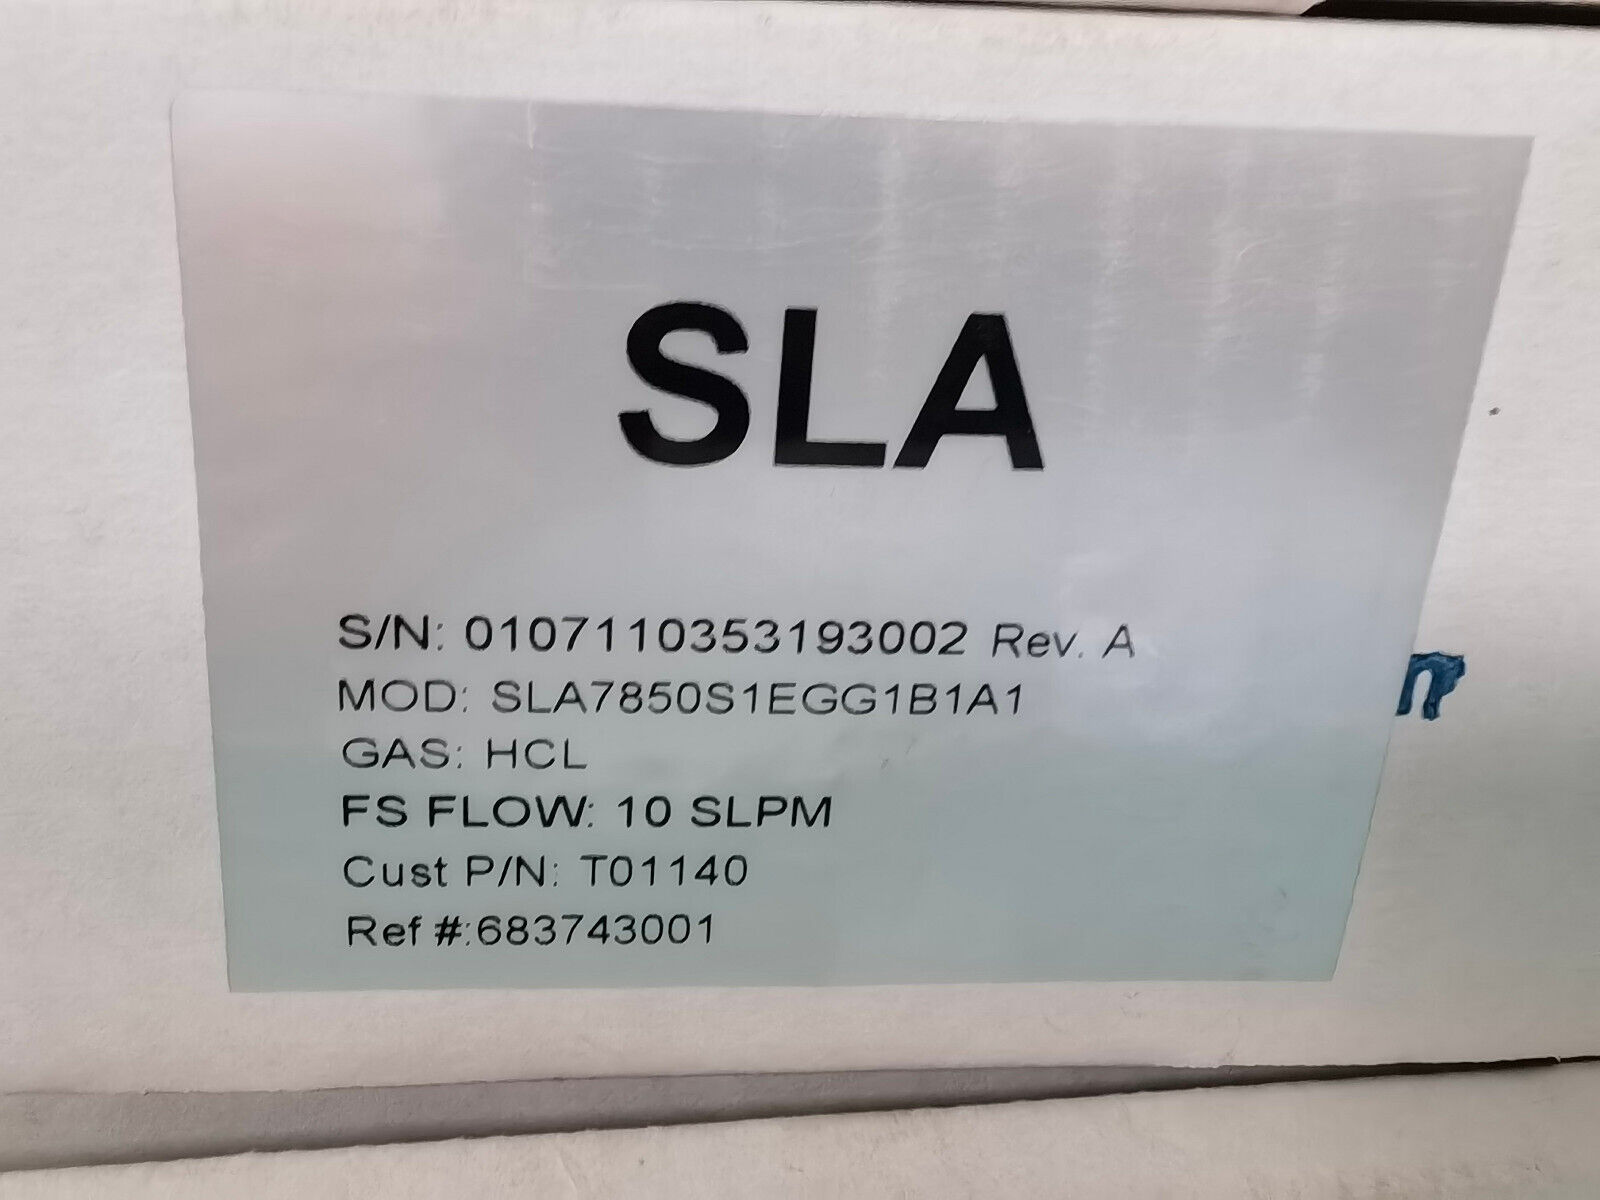 SLA
S/N: 0107110353193002 Rev. A
MOD: SLA7850S1EGG1B1A1
GAS: HCL
FS FLOW: 10 SLPM
Cust P/N: T01140
Ref #:683743001